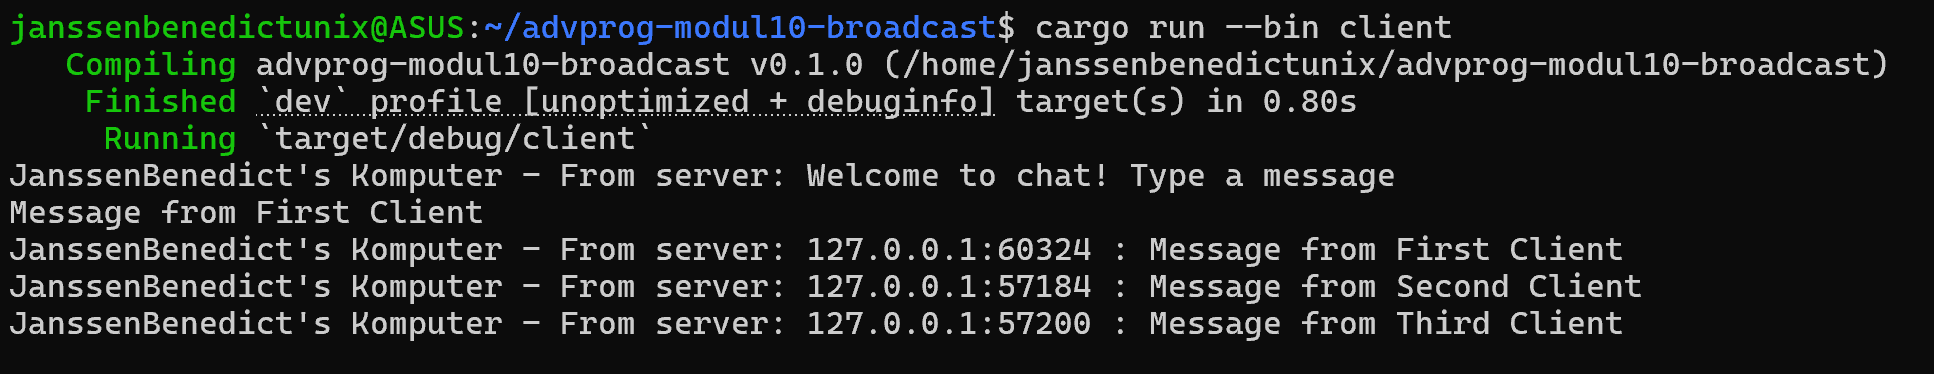 janssenbenedictunix@ASUS:~/advprog-modul10-broadcast$ cargo run --bin client
   Compiling advprog-modul10-broadcast v0.1.0 (/home/janssenbenedictunix/advprog-modul10-broadcast)
    Finished `dev` profile [unoptimized + debuginfo] target(s) in 0.80s
     Running `target/debug/client`
JanssenBenedict's Komputer - From server: Welcome to chat! Type a message
Message from First Client
JanssenBenedict's Komputer - From server: 127.0.0.1:60324 : Message from First Client
JanssenBenedict's Komputer - From server: 127.0.0.1:57184 : Message from Second Client
JanssenBenedict's Komputer - From server: 127.0.0.1:57200 : Message from Third Client